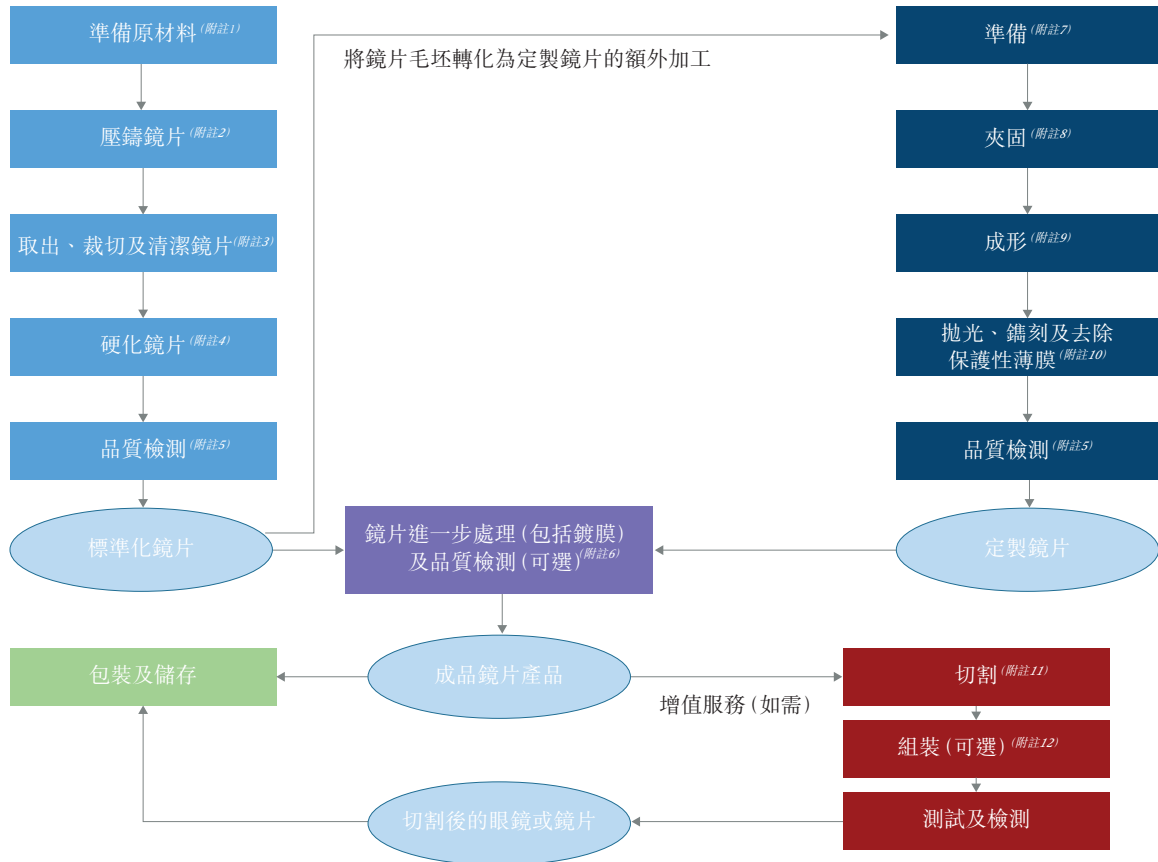 準備原材料(附註1)
壓鑄鏡片(附註2)
取出、裁切及清潔鏡片(附註3)
硬化鏡片(附註4)
品質檢測(附註5)
標準化鏡片
將鏡片毛坯轉化為定製鏡片的額外加工
準備(附註7)
夾固(附註8)
成形(附註9)
拋光、鐫刻及去除
保護性薄膜(附註10)
品質檢測(附註5)
定製鏡片
鏡片進一步處理(包括鍍膜)
及品質檢測(可選)(附註6)
成品鏡片產品
包裝及儲存
增值服務(如需)
切割(附註11)
組裝(可選)(附註12)
測試及檢測
切割後的眼鏡或鏡片